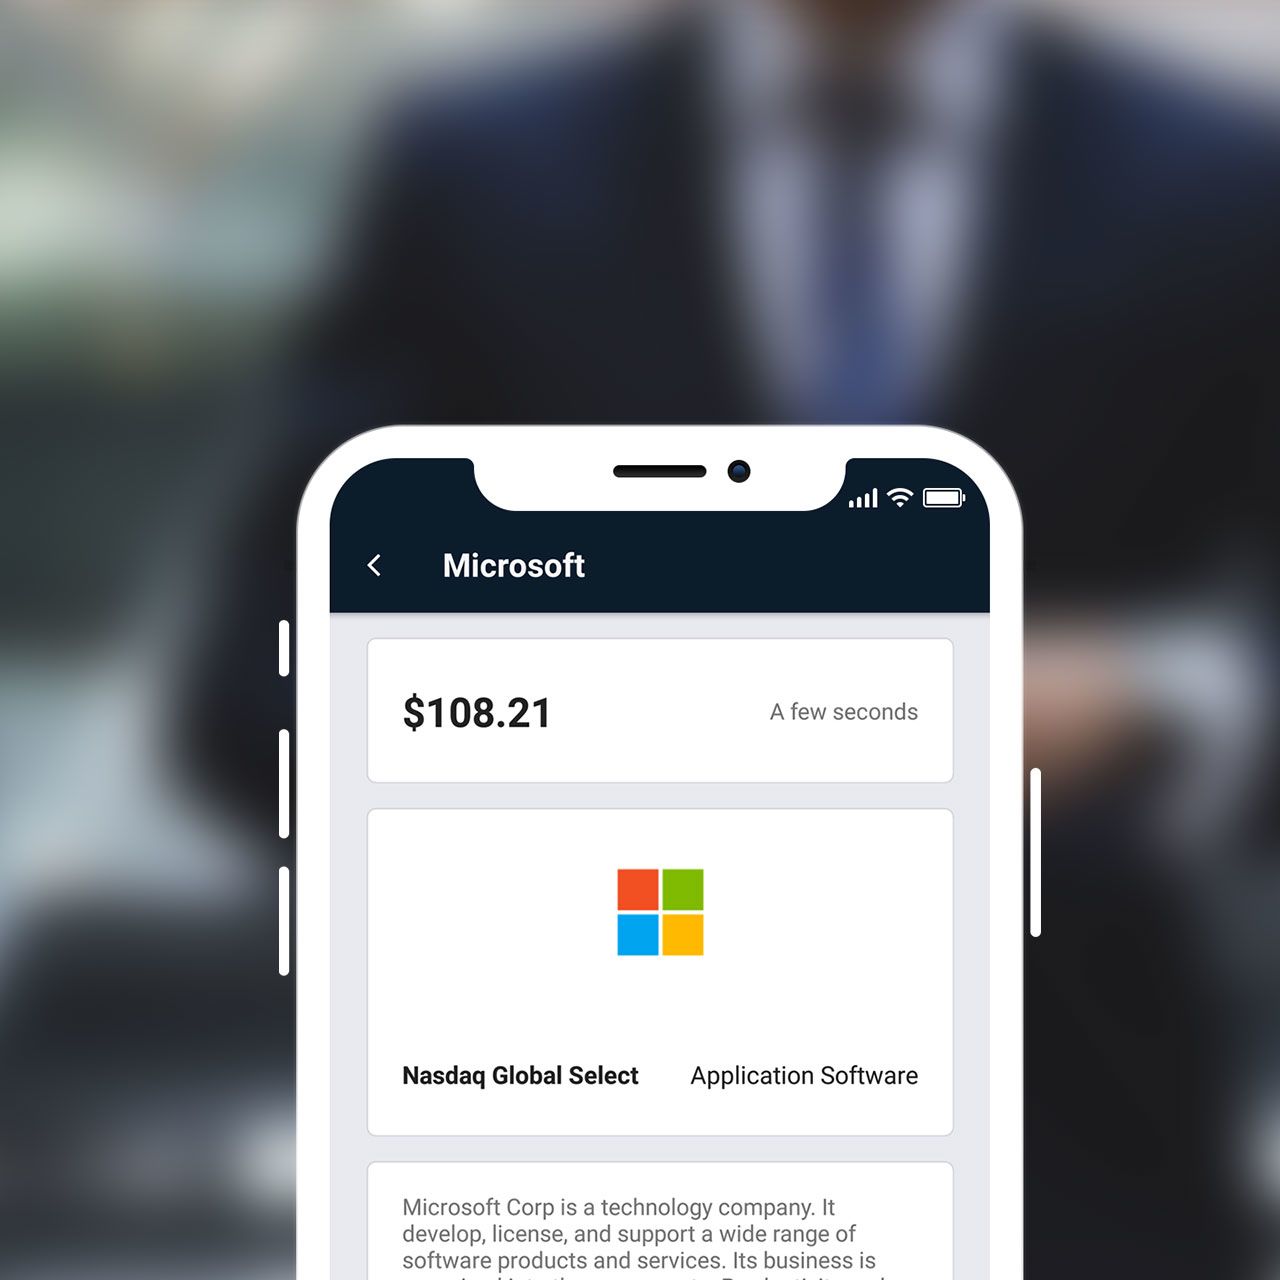 Microsoft
$108.21 A few seconds
Nasdaq Global Select Application Software
Microsoft Corp is a technology company. It
develop, license, and support a wide range of
software products and services. Its business is